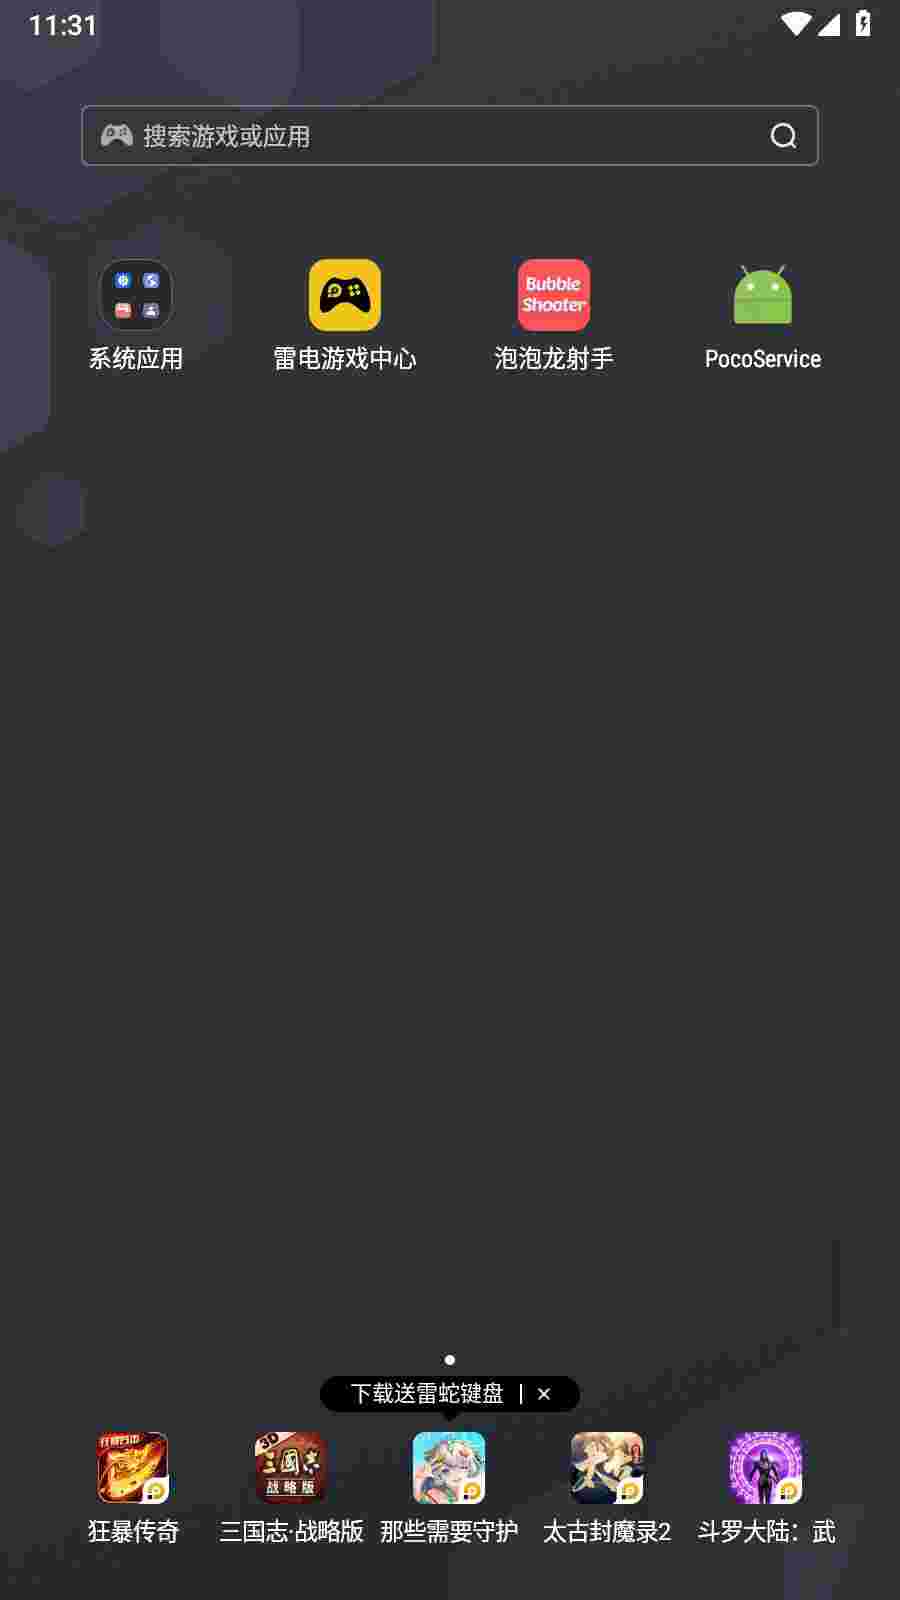 11:31
搜索游戏或应用
Bubble
Shooter
系统应用
雷电游戏中心
泡泡龙射手
PocoService
下载送雷蛇键盘
3D
三國志
战略版
狂暴传奇
三国志·战略版
那些需要守护
太古封魔录2
斗罗大陆：武